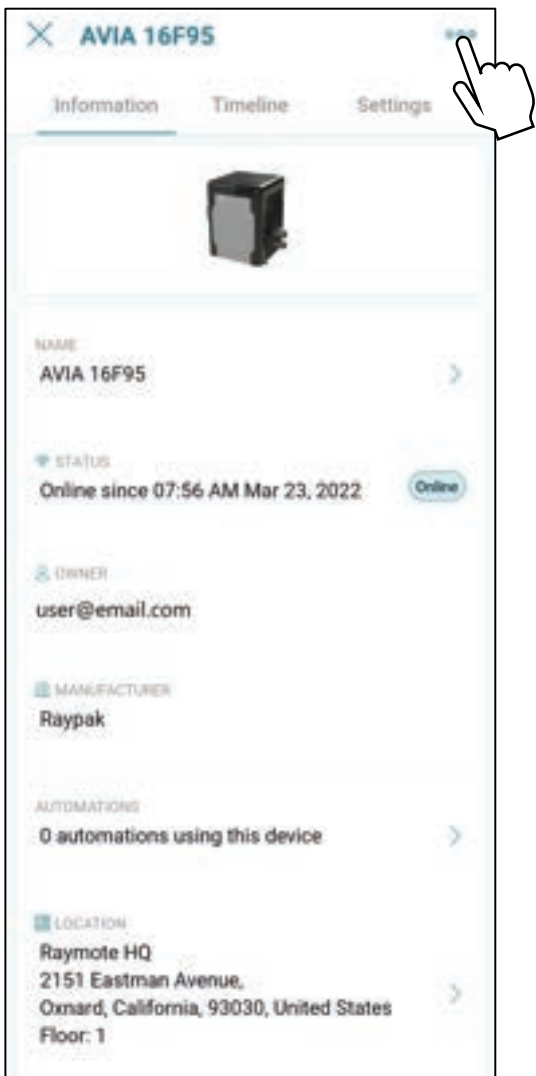 AVIA 16F95
Information Timeline Settings
NAME
AVIA 16F95
STATUS
Online since 07:56 AM Mar 23, 2022 Online
OWNER
user@email.com
MANUFACTURER
Raypak
AUTOMATIONS
0 automations using this device
LOCATION
Raymote HQ
2151 Eastman Avenue,
Oxnard, California, 93030, United States
Floor: 1